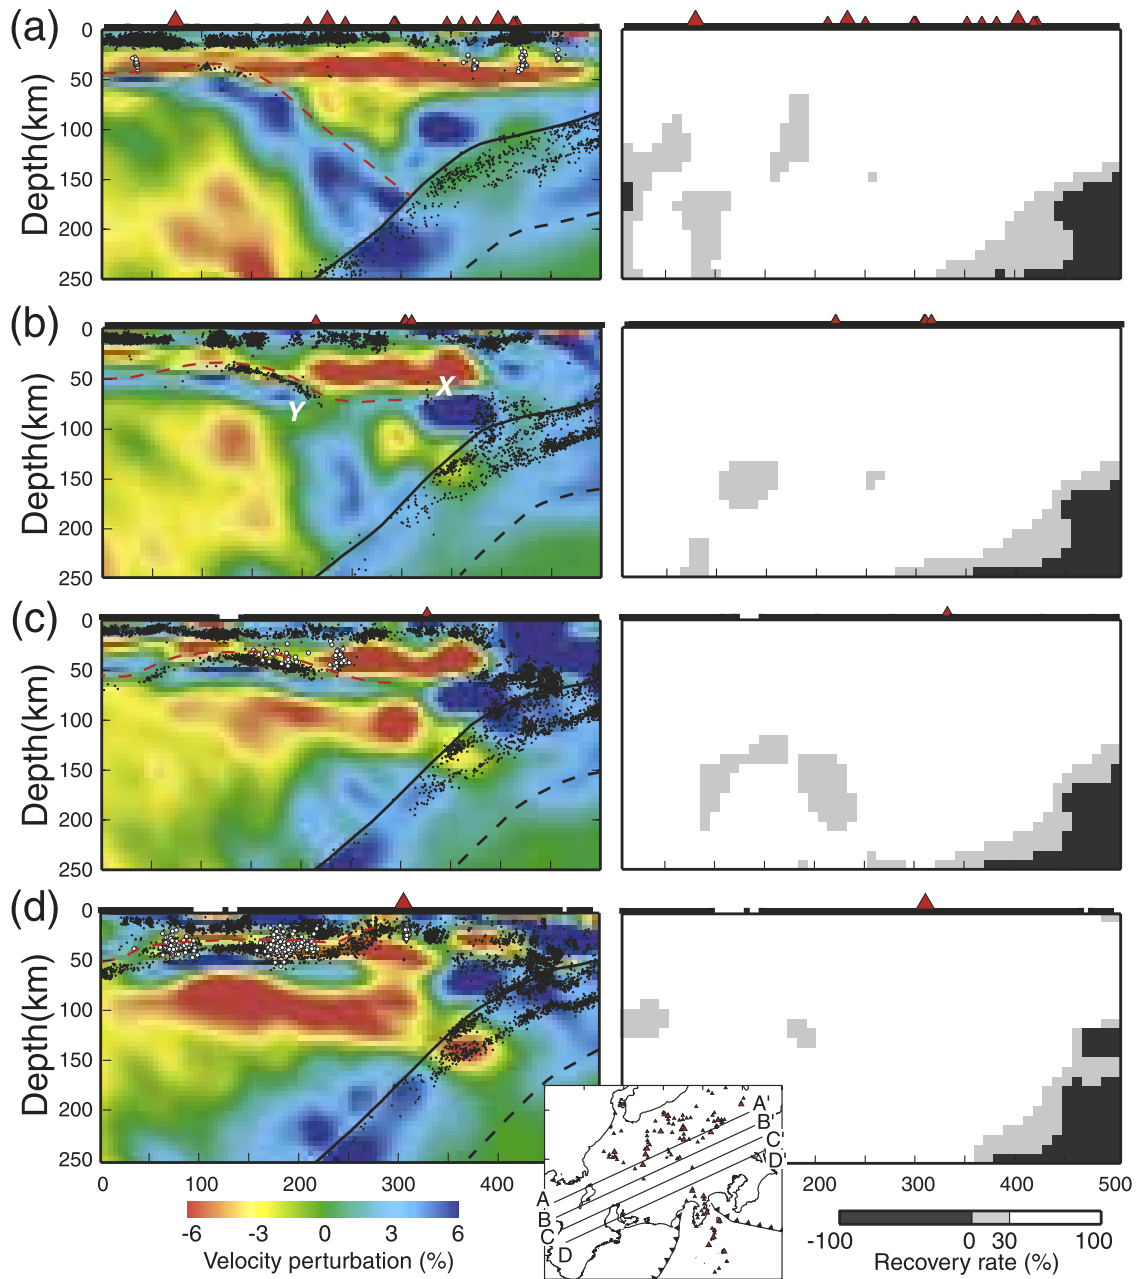 (a)
0
50
100
150
200
250
Depth(km)
(b)
0
50
100
150
200
250
Depth(km)
X
Y
(c)
0
50
100
150
200
250
Depth(km)
(d)
0
50
100
150
200
250
Depth(km)
0 100 200 300 400
200 300 400 500
A'
B'
C'
D'
A
B
C
D
-6 -3 0 3 6
Velocity perturbation (%)
-100 0 30 100
Recovery rate (%)